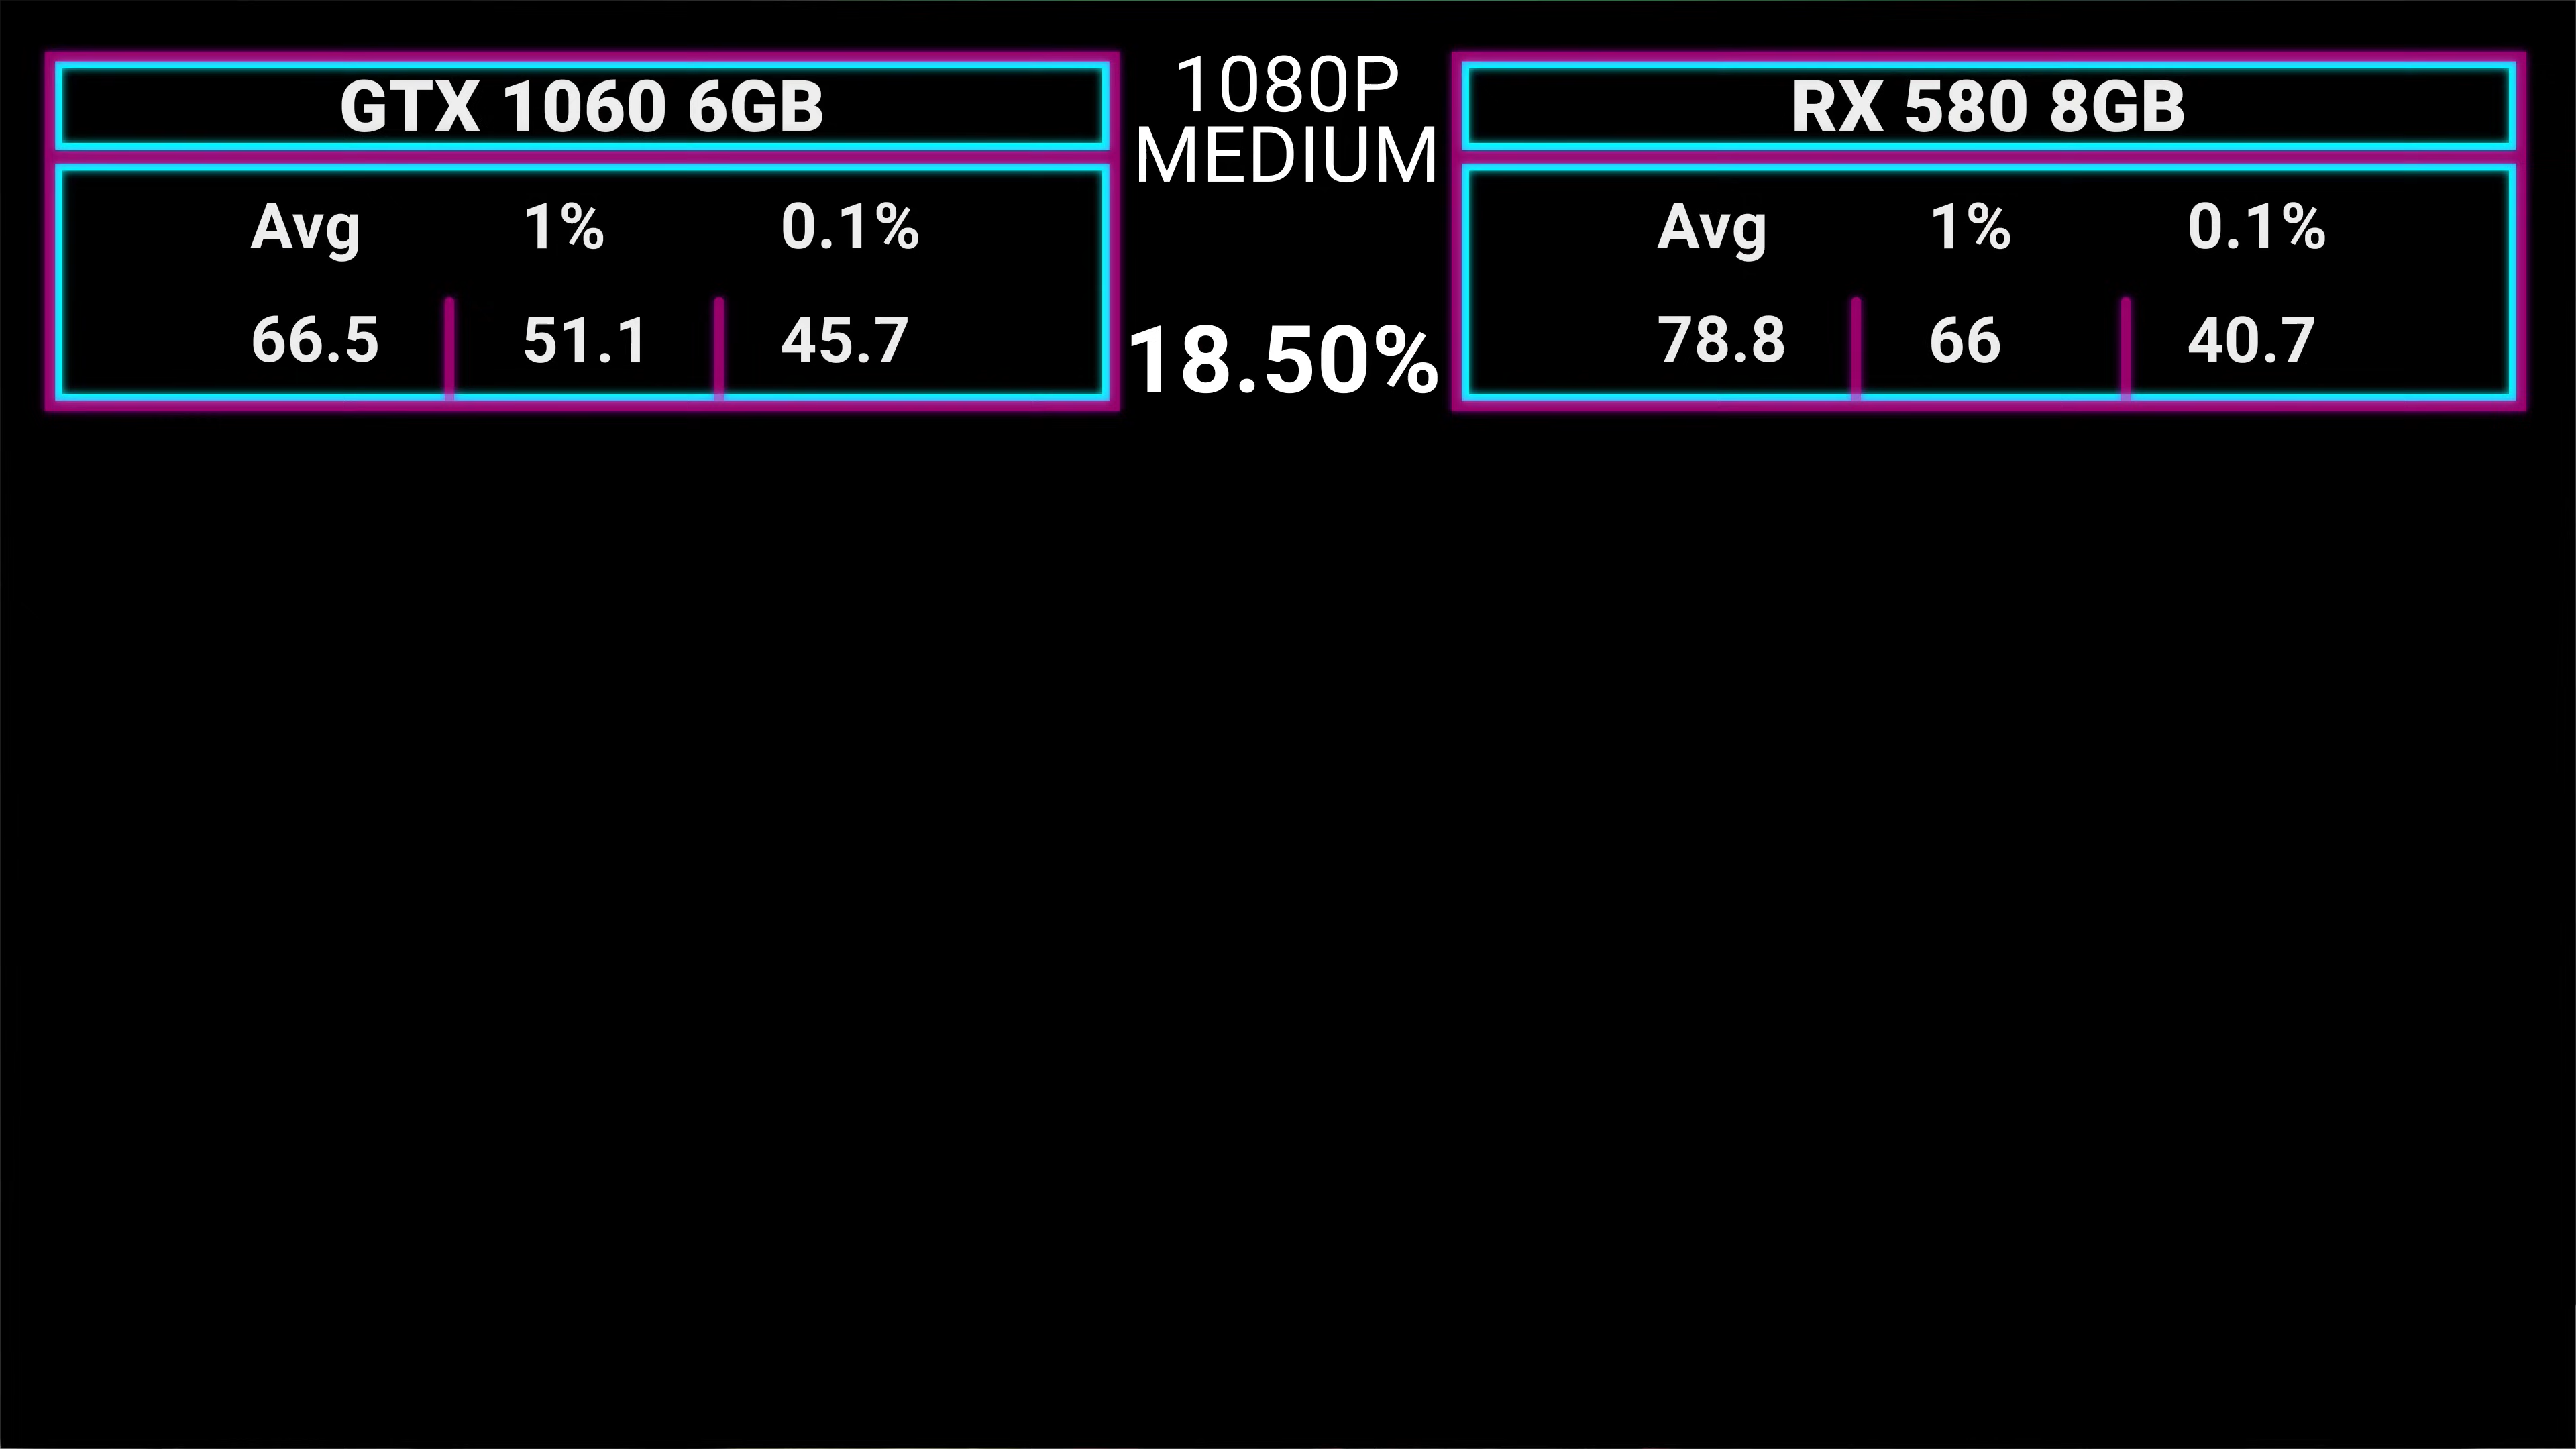 GTX 1060 6GB
Avg 1% 0.1%
66.5 51.1 45.7
1080P
MEDIUM
18.50%
RX 580 8GB
Avg 1% 0.1%
78.8 66 40.7